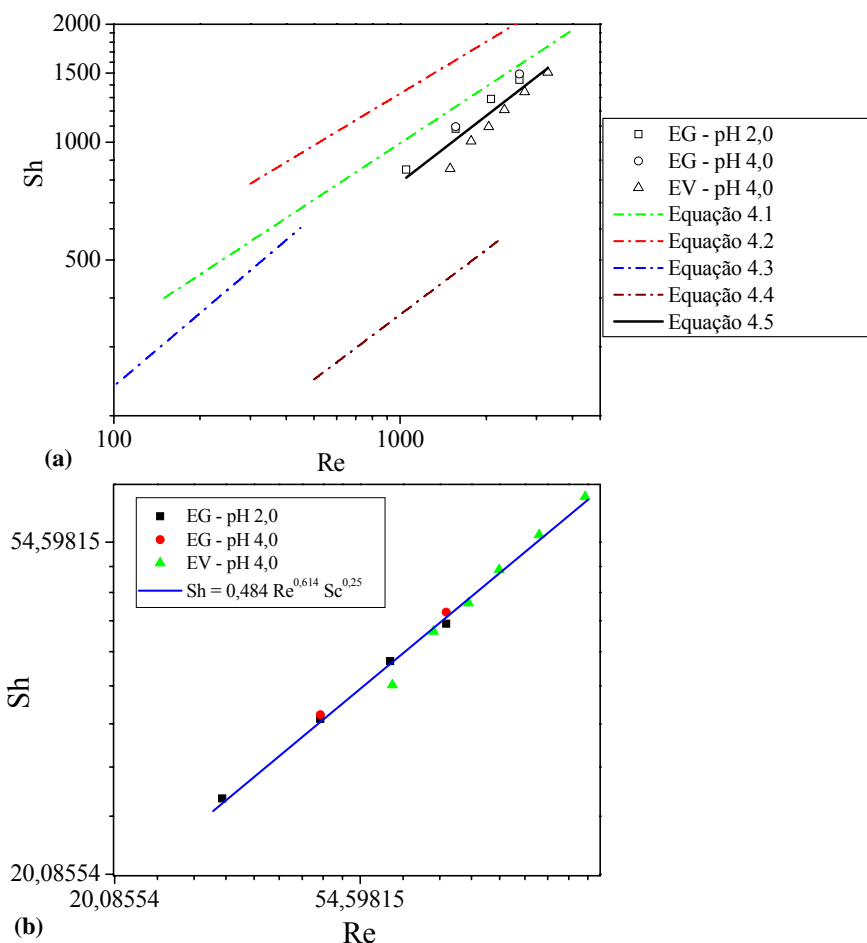 2000
1500
1000
500
Sh
100
1000
Re
(a)
EG - pH 2,0
EG - pH 4,0
EV - pH 4,0
Equação 4.1
Equação 4.2
Equação 4.3
Equação 4.4
Equação 4.5
EG - pH 2,0
EG - pH 4,0
EV - pH 4,0
Sh = 0,484 Re^0,614 Sc^0,25
54,59815
20,08554
Sh
20,08554
54,59815
Re
(b)